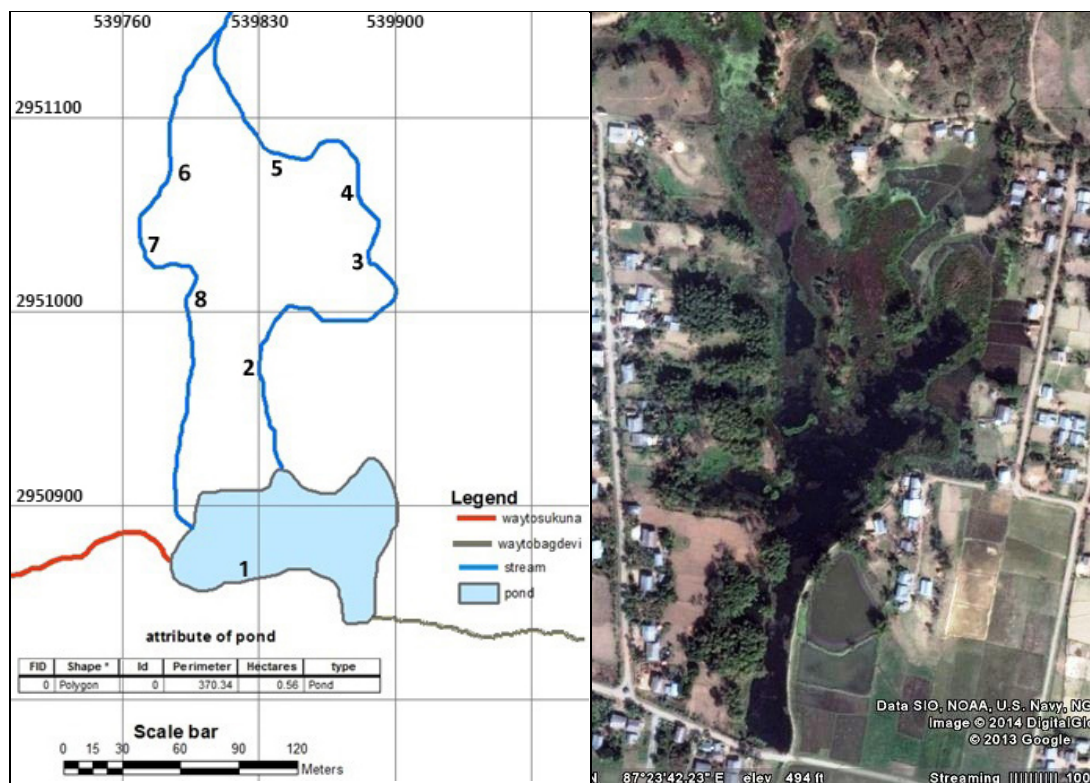 539760
539830
539900
2951100
6
5
4
7
3
2951000
8
2
2950900
Legend
waytosukuna
waytobagdevi
stream
pond
1
attribute of pond
FID Shape * Id Perimeter Hectares type
0 Polygon 0 370.34 0.56 Pond
Scale bar
0 15 30 60 90 120
Meters
Data SIO, NOAA, U.S. Navy, NG
Image © 2014 DigitalGlo
© 2013 Google
N 87°23'42.23" E elev 494 ft Streaming 100